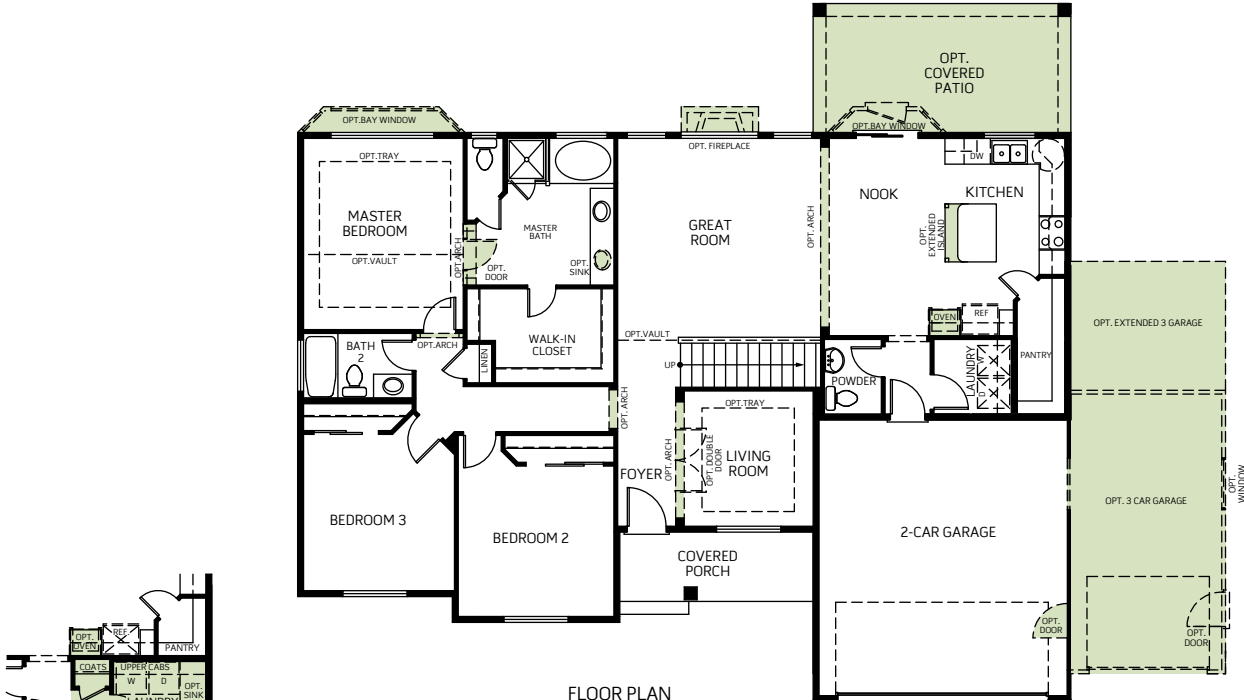 OPT.
COVERED
PATIO
OPT.BAY WINDOW
OPT.BAY WINDOW
OPT.TRAY
MASTER
BEDROOM
OPT.VAULT
OPT.ARCH
OPT.
DOOR
MASTER
BATH
OPT.
SINK
OPT. FIREPLACE
GREAT
ROOM
OPT. ARCH
NOOK
KITCHEN
DW
OPT.
EXTENDED
ISLAND
OVEN
REF
PANTRY
OPT. EXTENDED 3 GARAGE
OPT.VAULT
UP
WALK-IN
CLOSET
LINEN
OPT.ARCH
BATH
2
POWDER
LAUNDRY
W
D
OPT. ARCH
OPT.TRAY
LIVING
ROOM
OPT. ARCH
OPT. DOUBLE
DOOR
FOYER
BEDROOM 3
BEDROOM 2
COVERED
PORCH
2-CAR GARAGE
OPT. 3 CAR GARAGE
OPT.
WINDOW
OPT.
DOOR
OPT.
DOOR
OPT.
OVEN
REF.
PANTRY
COATS
UPPER CABS
W
D
OPT.
SINK
LAUNDRY
FLOOR PLAN